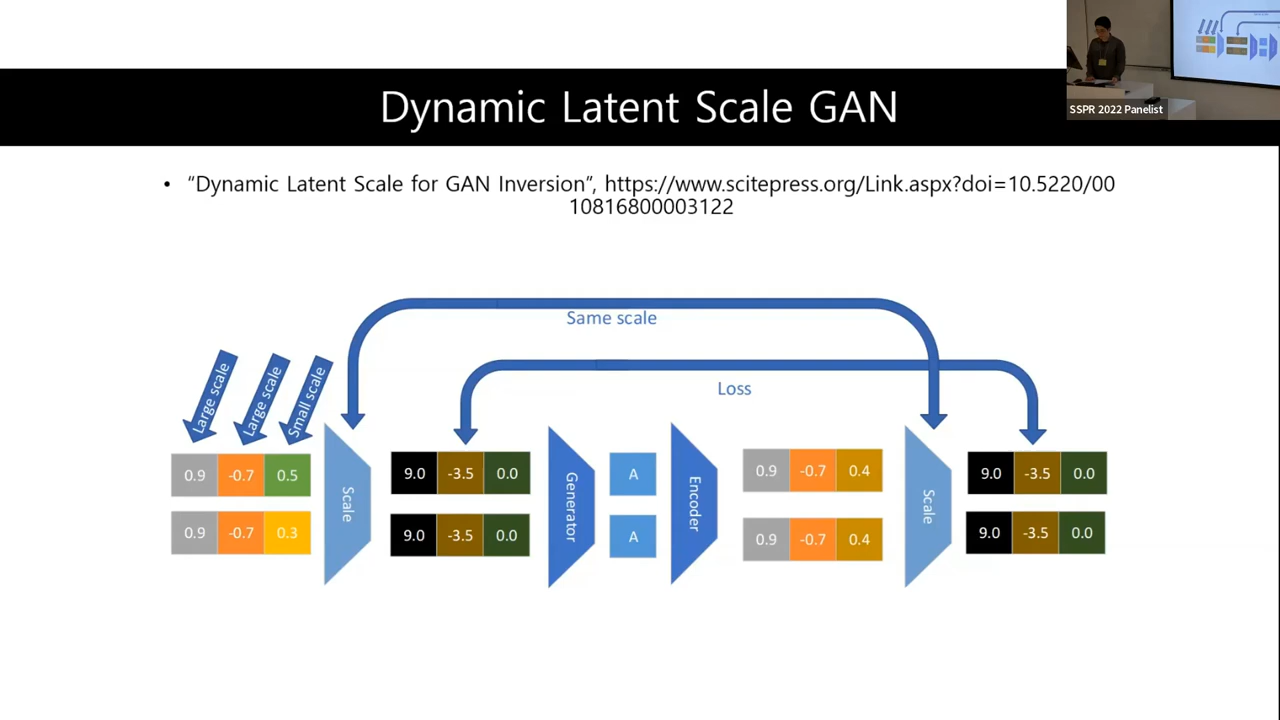 SSPR 2022 Panelist
Dynamic Latent Scale GAN
• “Dynamic Latent Scale for GAN Inversion”, https://www.scitepress.org/Link.aspx?doi=10.5220/00
10816800003122
Same scale
Loss
Large scale
Large scale
Small scale
0.9 -0.7 0.5
0.9 -0.7 0.3
Scale
9.0 -3.5 0.0
9.0 -3.5 0.0
Generator
A
A
Encoder
0.9 -0.7 0.4
0.9 -0.7 0.4
Scale
9.0 -3.5 0.0
9.0 -3.5 0.0